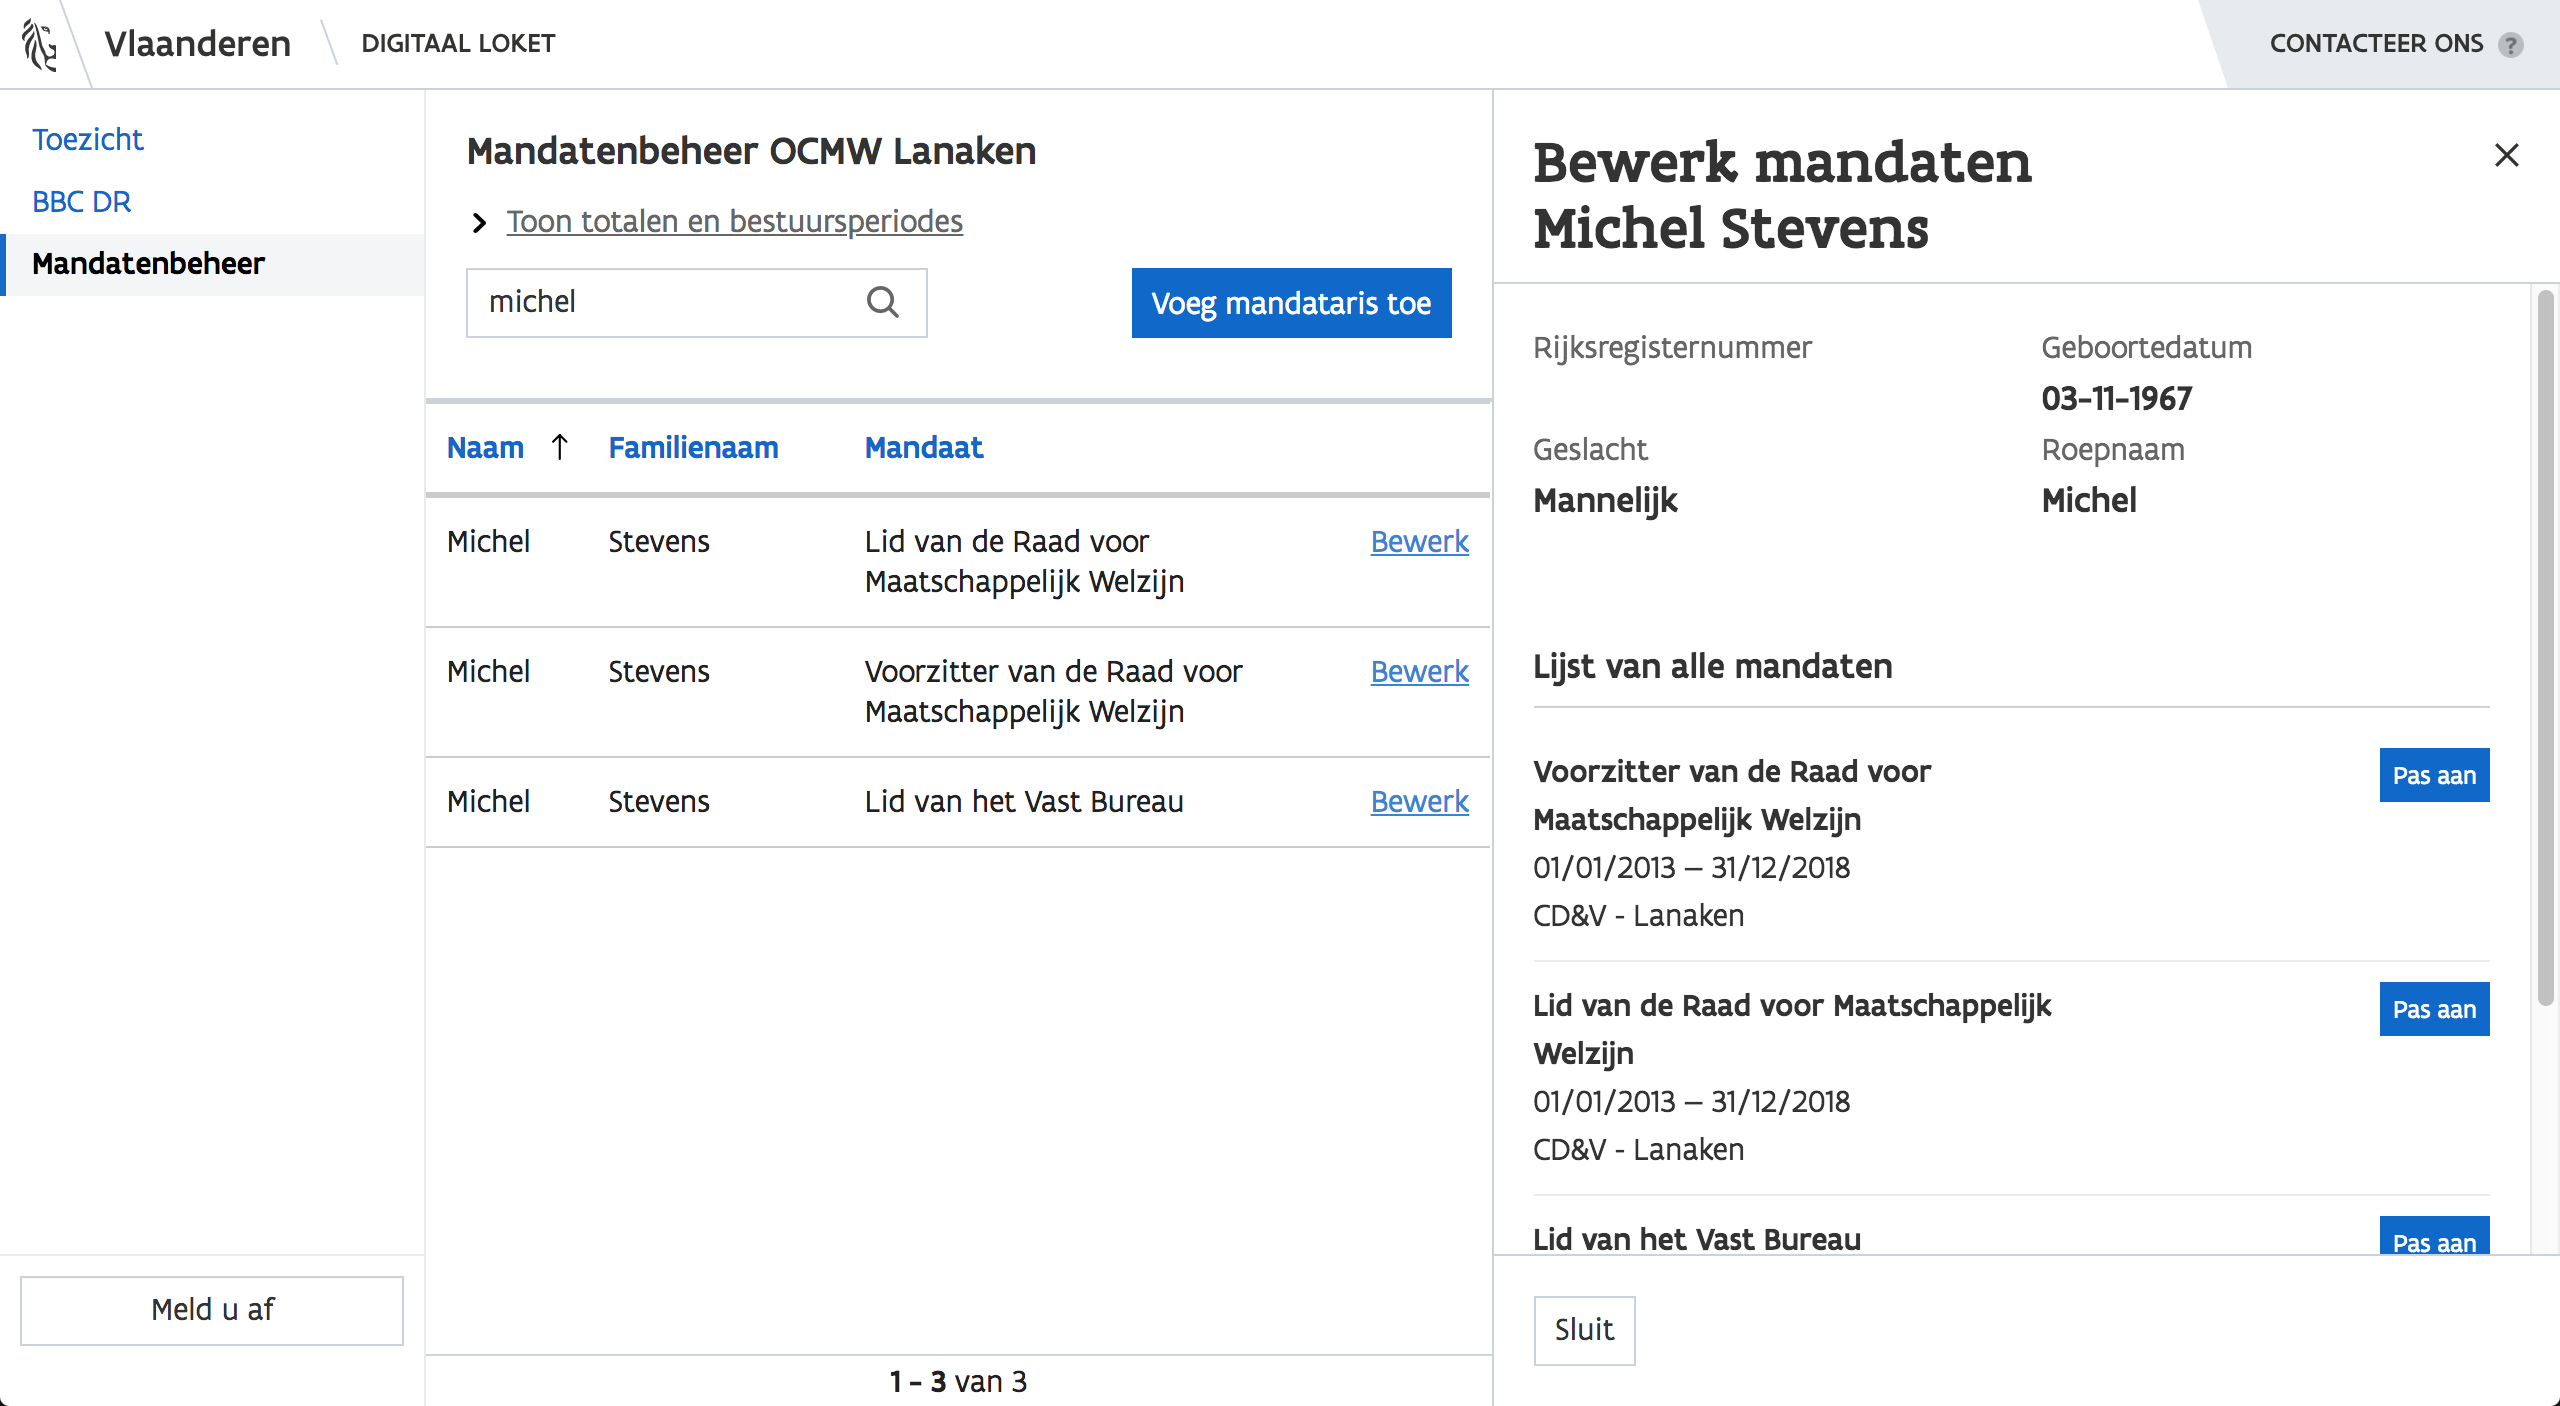 Vlaanderen
DIGITAAL LOKET
CONTACTEER ONS ?
Toezicht
BBC DR
Mandatenbeheer
Meld u af
Mandatenbeheer OCMW Lanaken
Toon totalen en bestuursperiodes
michel
Voeg mandataris toe
Naam ↑ Familienaam Mandaat
Michel Stevens Lid van de Raad voor Bewerk
Maatschappelijk Welzijn
Michel Stevens Voorzitter van de Raad voor Bewerk
Maatschappelijk Welzijn
Michel Stevens Lid van het Vast Bureau Bewerk
1 - 3 van 3
Bewerk mandaten
Michel Stevens
Rijksregisternummer Geboortedatum
03-11-1967
Geslacht Roepnaam
Mannelijk Michel
Lijst van alle mandaten
Voorzitter van de Raad voor Pas aan
Maatschappelijk Welzijn
01/01/2013 – 31/12/2018
CD&V - Lanaken
Lid van de Raad voor Maatschappelijk Pas aan
Welzijn
01/01/2013 – 31/12/2018
CD&V - Lanaken
Lid van het Vast Bureau Pas aan
Sluit